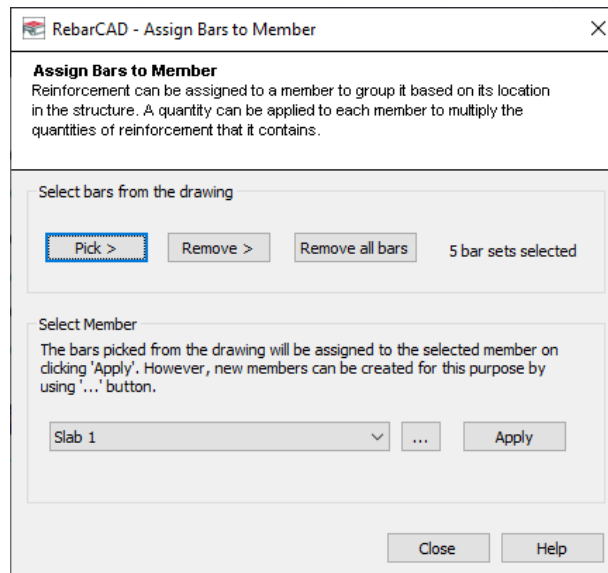 RebarCAD - Assign Bars to Member
Assign Bars to Member
Reinforcement can be assigned to a member to group it based on its location
in the structure. A quantity can be applied to each member to multiply the
quantities of reinforcement that it contains.
Select bars from the drawing
Pick > Remove > Remove all bars 5 bar sets selected
Select Member
The bars picked from the drawing will be assigned to the selected member on
clicking 'Apply'. However, new members can be created for this purpose by
using '...' button.
Slab 1 ... Apply
Close Help